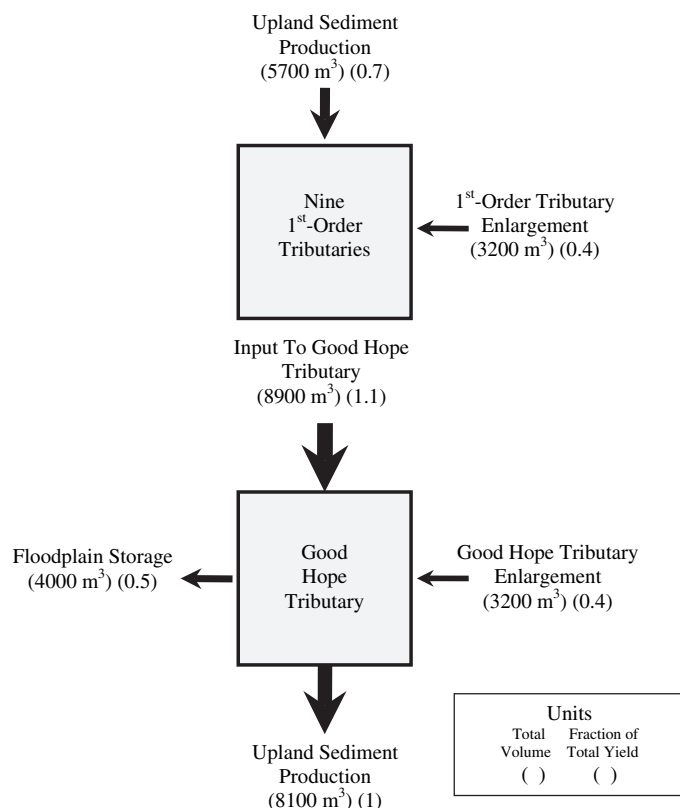 Upland Sediment
Production
(5700 m³) (0.7)
Nine
1st-Order
Tributaries
1st-Order Tributary
Enlargement
(3200 m³) (0.4)
Input To Good Hope
Tributary
(8900 m³) (1.1)
Floodplain Storage
(4000 m³) (0.5)
Good
Hope
Tributary
Good Hope Tributary
Enlargement
(3200 m³) (0.4)
Upland Sediment
Production
(8100 m³) (1)
Units
Total Fraction of
Volume Total Yield
( ) ( )